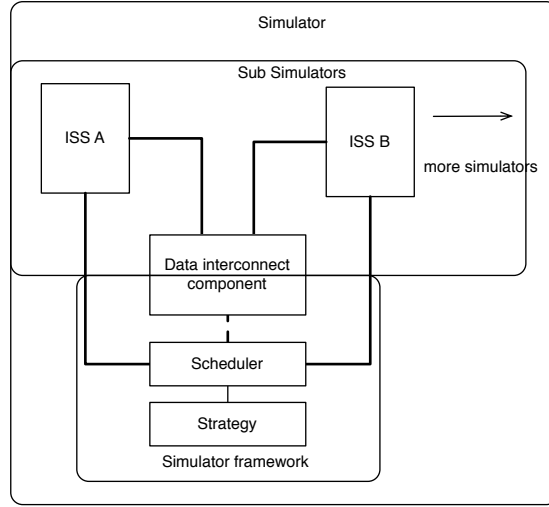 Simulator
Sub Simulators
ISS A
ISS B
more simulators
Data interconnect
component
Scheduler
Strategy
Simulator framework